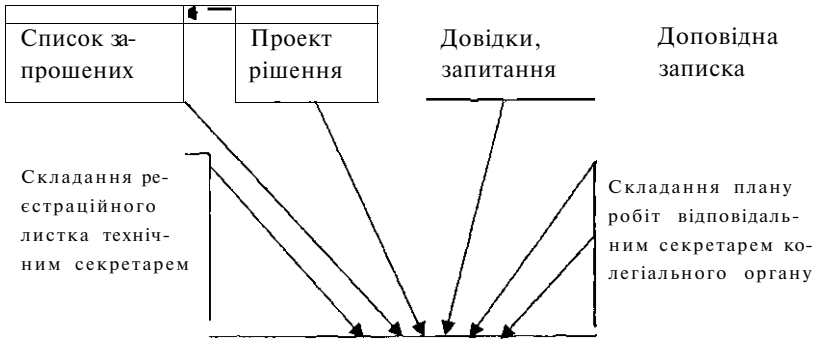 Список за-
прошених
Проект
рішення
Довідки,
запитання
Доповідна
записка
Складання ре-
єстраційного
листка техніч-
ним секретарем
Складання плану
робіт відповідаль-
ним секретарем ко-
легіального органу